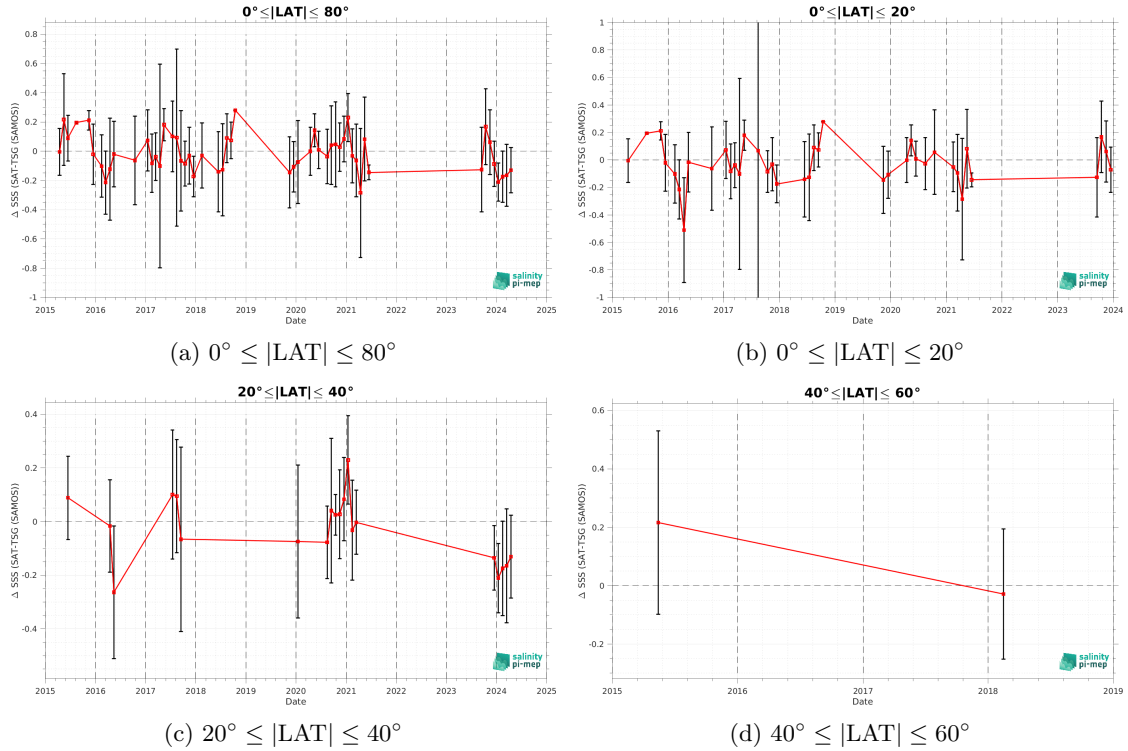 0°≤|LAT|≤ 80°
Δ SSS (SAT-TSG (SAMOS))
0.8
0.6
0.4
0.2
0
-0.2
-0.4
-0.6
-0.8
-1
2015 2016 2017 2018 2019 2020 2021 2022 2023 2024 2025
Date
salinity
pi-mep
(a) 0° ≤ |LAT| ≤ 80°
0°≤|LAT|≤ 20°
Δ SSS (SAT-TSG (SAMOS))
1
0.8
0.6
0.4
0.2
0
-0.2
-0.4
-0.6
-0.8
-1
2015 2016 2017 2018 2019 2020 2021 2022 2023 2024
Date
salinity
pi-mep
(b) 0° ≤ |LAT| ≤ 20°
20°≤|LAT|≤ 40°
Δ SSS (SAT-TSG (SAMOS))
0.4
0.2
0
-0.2
-0.4
2015 2016 2017 2018 2019 2020 2021 2022 2023 2024 2025
Date
salinity
pi-mep
(c) 20° ≤ |LAT| ≤ 40°
40°≤|LAT|≤ 60°
Δ SSS (SAT-TSG (SAMOS))
0.6
0.4
0.2
0
-0.2
2015 2016 2017 2018 2019
Date
salinity
pi-mep
(d) 40° ≤ |LAT| ≤ 60°